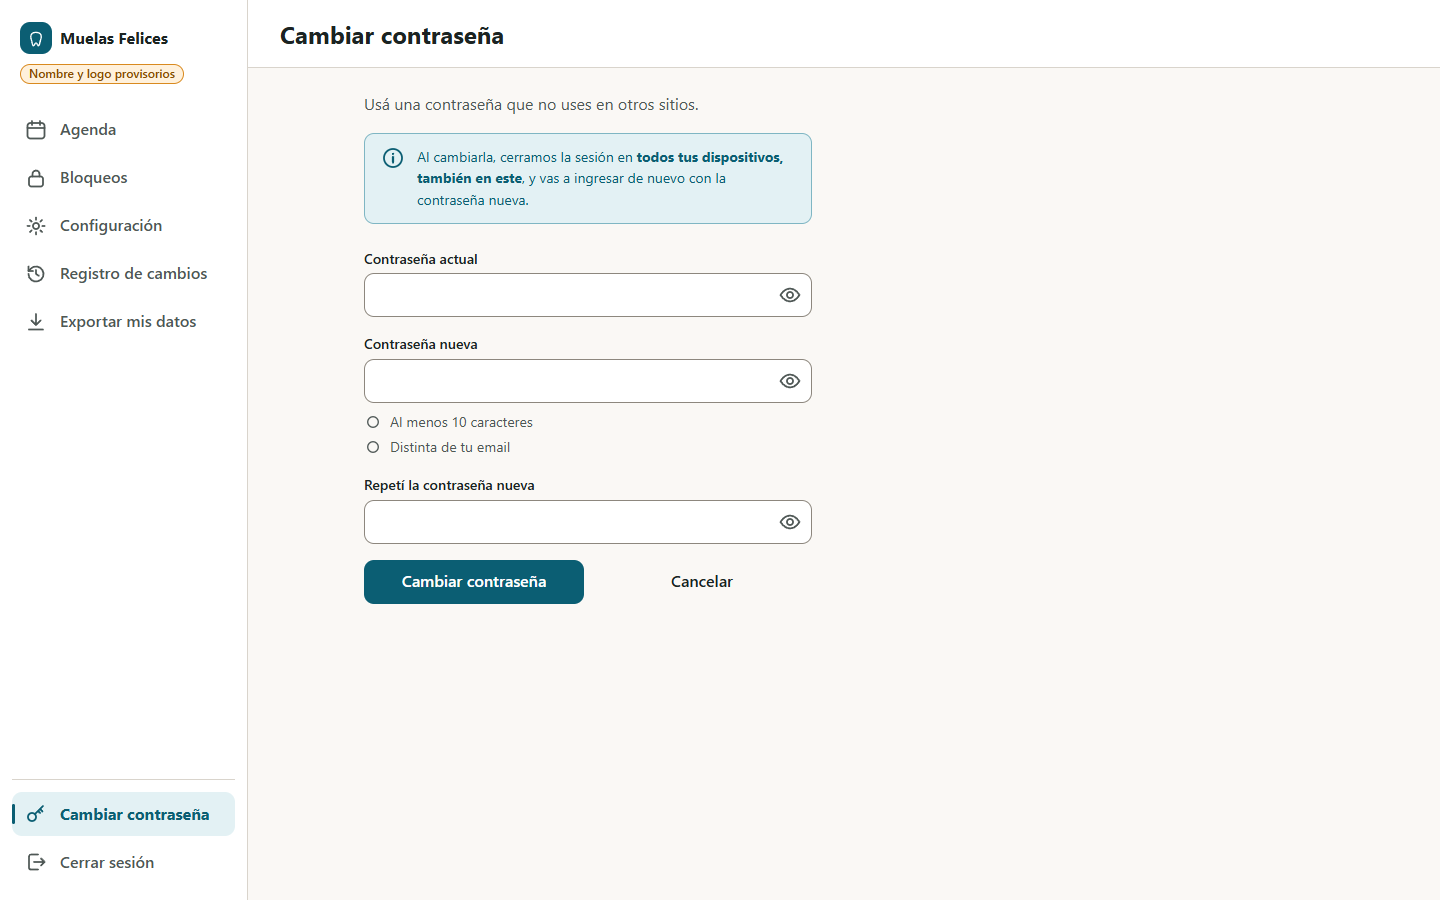 Muelas Felices
Nombre y logo provisorios
Agenda
Bloqueos
Configuración
Registro de cambios
Exportar mis datos
Cambiar contraseña
Cerrar sesión
Cambiar contraseña
Usá una contraseña que no uses en otros sitios.
Al cambiarla, cerramos la sesión en todos tus dispositivos,
también en este, y vas a ingresar de nuevo con la
contraseña nueva.
Contraseña actual
Contraseña nueva
Al menos 10 caracteres
Distinta de tu email
Repetí la contraseña nueva
Cambiar contraseña
Cancelar